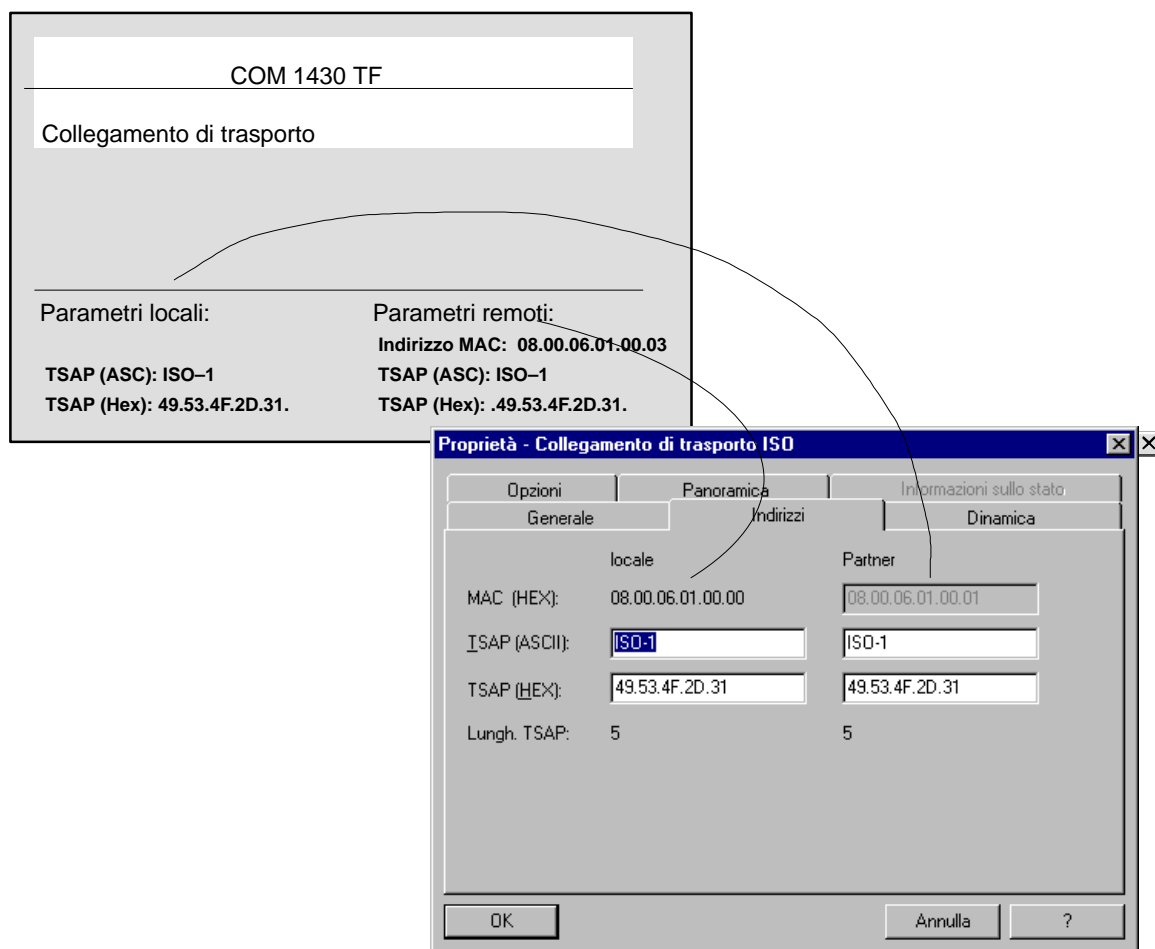 COM 1430 TF
Collegamento di trasporto
Parametri locali: Parametri remoti:
Indirizzo MAC: 08.00.06.01.00.03
TSAP (ASC): ISO–1 TSAP (ASC): ISO–1
TSAP (Hex): 49.53.4F.2D.31. TSAP (Hex): .49.53.4F.2D.31.
Proprietà - Collegamento di trasporto ISO
Opzioni Panoramica Informazioni sullo stato
Generale Indirizzi Dinamica
locale Partner
MAC (HEX): 08.00.06.01.00.00 08.00.06.01.00.01
TSAP (ASCII): ISO-1 ISO-1
TSAP (HEX): 49.53.4F.2D.31 49.53.4F.2D.31
Lungh. TSAP: 5 5
OK Annulla ?